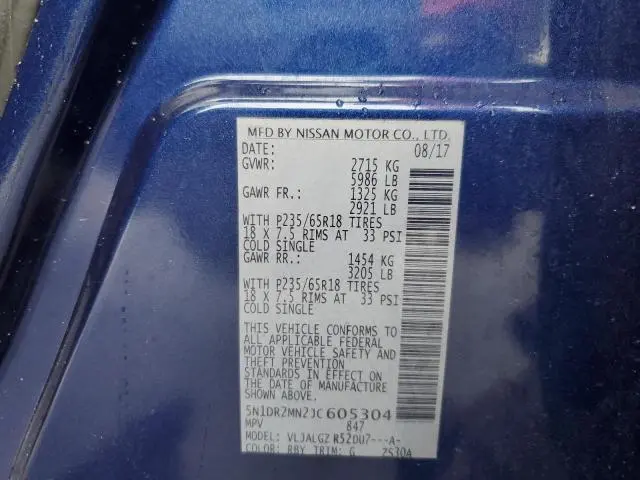 MFD BY NISSAN MOTOR CO., LTD.
DATE: 08/17
GVWR: 2715 KG
5986 LB
GAWR FR.: 1325 KG
2921 LB
WITH P235/65R18 TIRES
18 X 7.5 RIMS AT 33 PSI
COLD SINGLE
GAWR RR.: 1454 KG
3205 LB
WITH P235/65R18 TIRES
18 X 7.5 RIMS AT 33 PSI
COLD SINGLE
THIS VEHICLE CONFORMS TO
ALL APPLICABLE FEDERAL
MOTOR VEHICLE SAFETY AND
THEFT PREVENTION
STANDARDS IN EFFECT ON
THE DATE OF MANUFACTURE
SHOWN ABOVE.
5N1DR2MN2JC605304
MPV 847
MODEL: VLJALGZ R52DU7---A-
COLOR: RBY TRIM: G ZS30A